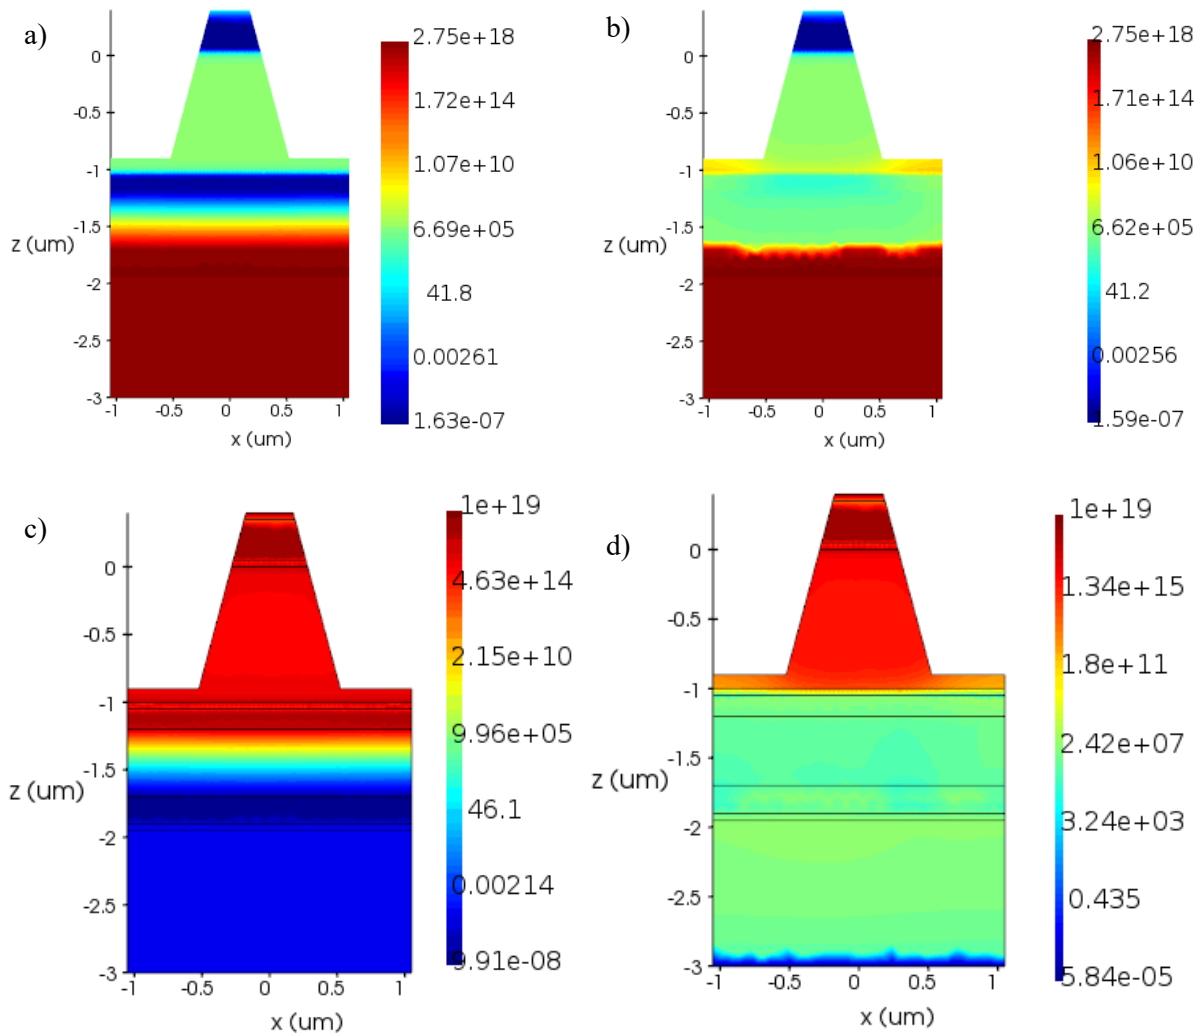 a)
z (um)
0
-0.5
-1
-1.5
-2
-2.5
-3
-1
-0.5
0
0.5
1
x (um)
2.75e+18
1.72e+14
1.07e+10
6.69e+05
41.8
0.00261
1.63e-07
b)
z (um)
0
-0.5
-1
-1.5
-2
-2.5
-3
-1
-0.5
0
0.5
1
x (um)
2.75e+18
1.71e+14
1.06e+10
6.62e+05
41.2
0.00256
1.59e-07
c)
z (um)
0
-0.5
-1
-1.5
-2
-2.5
-3
-1
-0.5
0
0.5
1
x (um)
1e+19
4.63e+14
2.15e+10
9.96e+05
46.1
0.00214
9.91e-08
d)
z (um)
0
-0.5
-1
-1.5
-2
-2.5
-3
-1
-0.5
0
0.5
1
x (um)
1e+19
1.34e+15
1.8e+11
2.42e+07
3.24e+03
0.435
5.84e-05